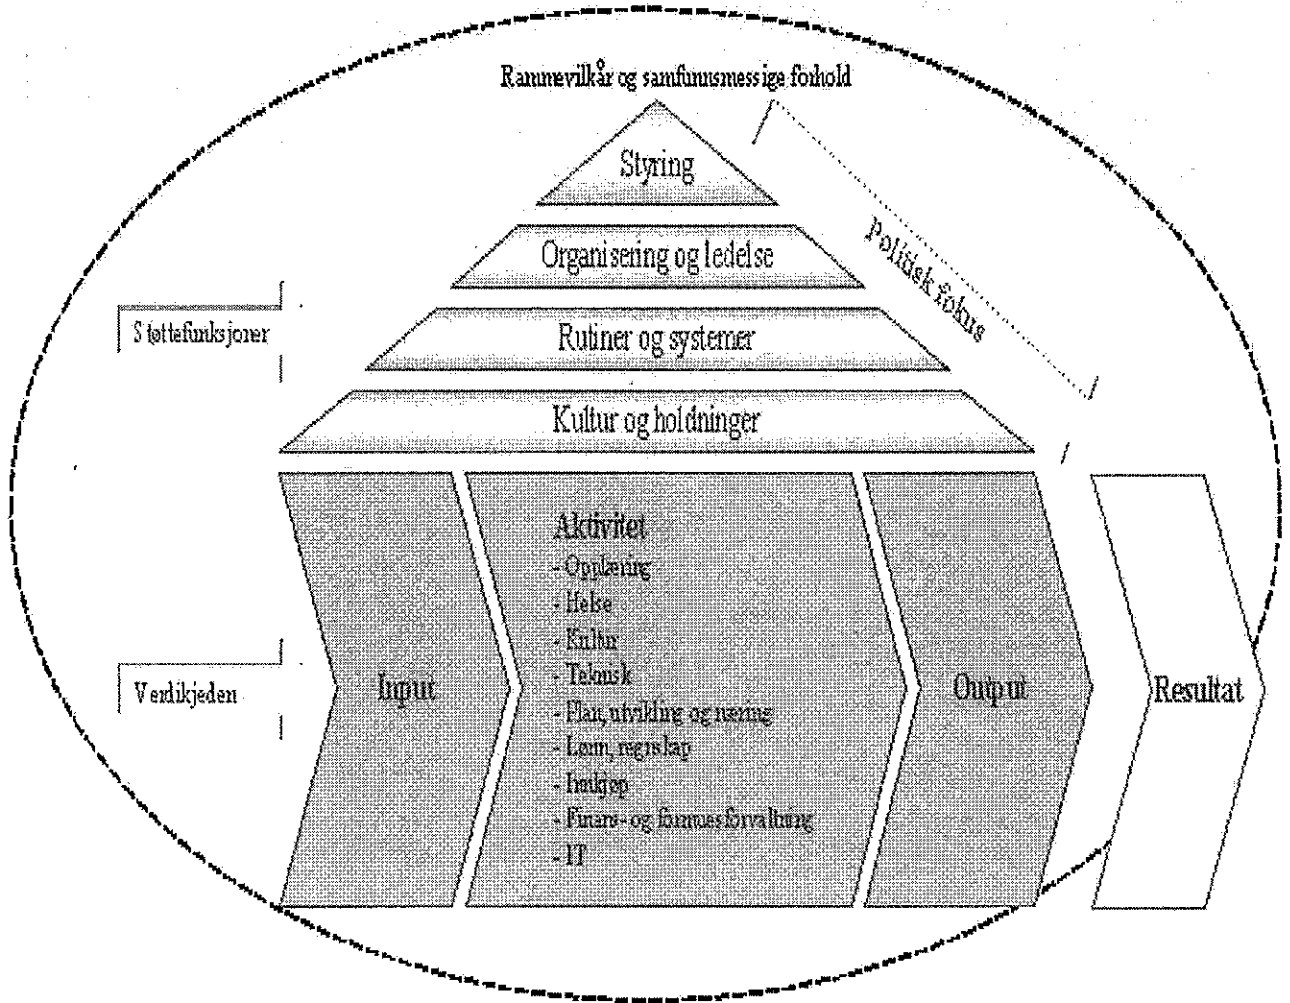 Rammevilkår og samfunnsmessige forhold
Styring
Organisering og ledelse
Politisk fokus
Støttefunksjoner
Rutiner og systemer
Kultur og holdninger
Aktivitet
- Opplæring
- Helse
- Kultur
- Teknisk
- Plan, utvikling og næring
- Lønn, regnskap
- Innkjøp
- Finans- og formuesforvaltning
- IT
Verdikjeden
Input
Output
Resultat